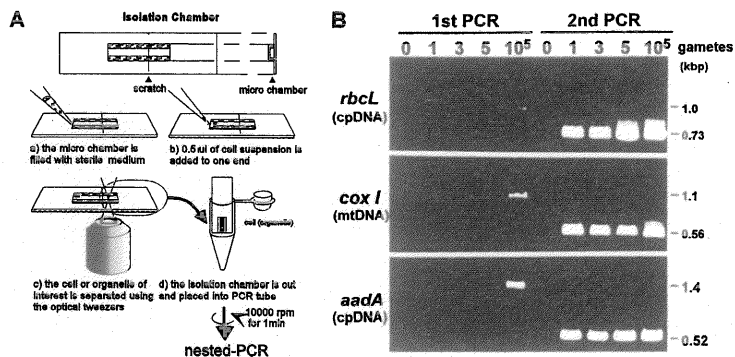 A
Isolation Chamber
scratch
micro chamber
a) the micro chamber is
filled with sterile medium
b) 0.5ul of cell suspension is
added to one end
cell (organelle)
c) the cell or organelle of
interest is separated using
the optical tweezers
d) the isolation chamber is cut
and placed into PCR tube
10000 rpm
for 1min
nested-PCR
B
1st PCR 2nd PCR
0 1 3 5 10⁵ 0 1 3 5 10⁵ gametes
(kbp)
rbcL
(cpDNA)
1.0
0.73
cox I
(mtDNA)
1.1
0.56
aadA
(cpDNA)
1.4
0.52